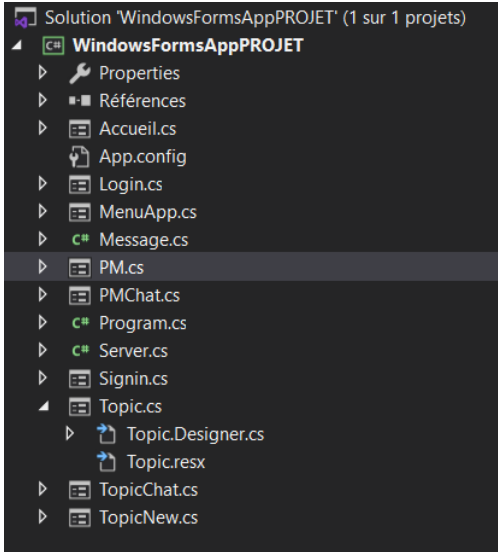 Solution 'WindowsFormsAppPROJET' (1 sur 1 projets)
C# WindowsFormsAppPROJET
Properties
Références
Accueil.cs
App.config
Login.cs
MenuApp.cs
C# Message.cs
PM.cs
PMChat.cs
C# Program.cs
C# Server.cs
Signin.cs
Topic.cs
Topic.Designer.cs
Topic.resx
TopicChat.cs
TopicNew.cs